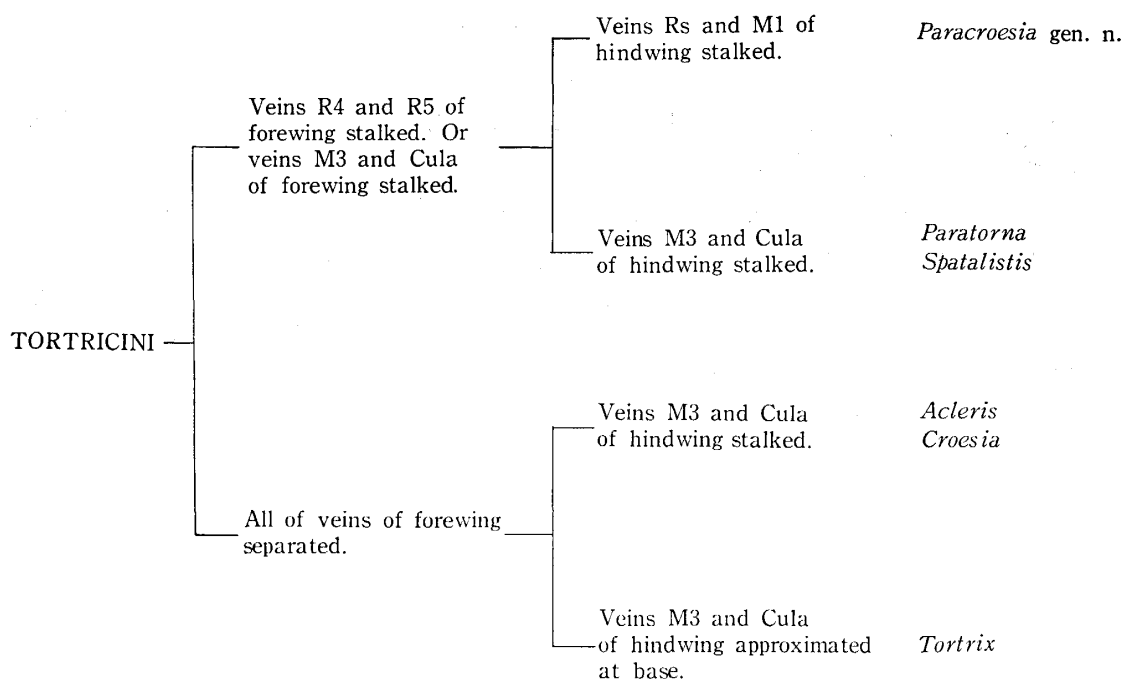 TORTRICINI
Veins R4 and R5 of
forewing stalked. Or
veins M3 and Cula
of forewing stalked.
Veins Rs and M1 of
hindwing stalked.
Paracroesia gen. n.
Veins M3 and Cula
of hindwing stalked.
Paratorna
Spatalistis
All of veins of forewing
separated.
Veins M3 and Cula
of hindwing stalked.
Acleris
Croesia
Veins M3 and Cula
of hindwing approximated
at base.
Tortrix